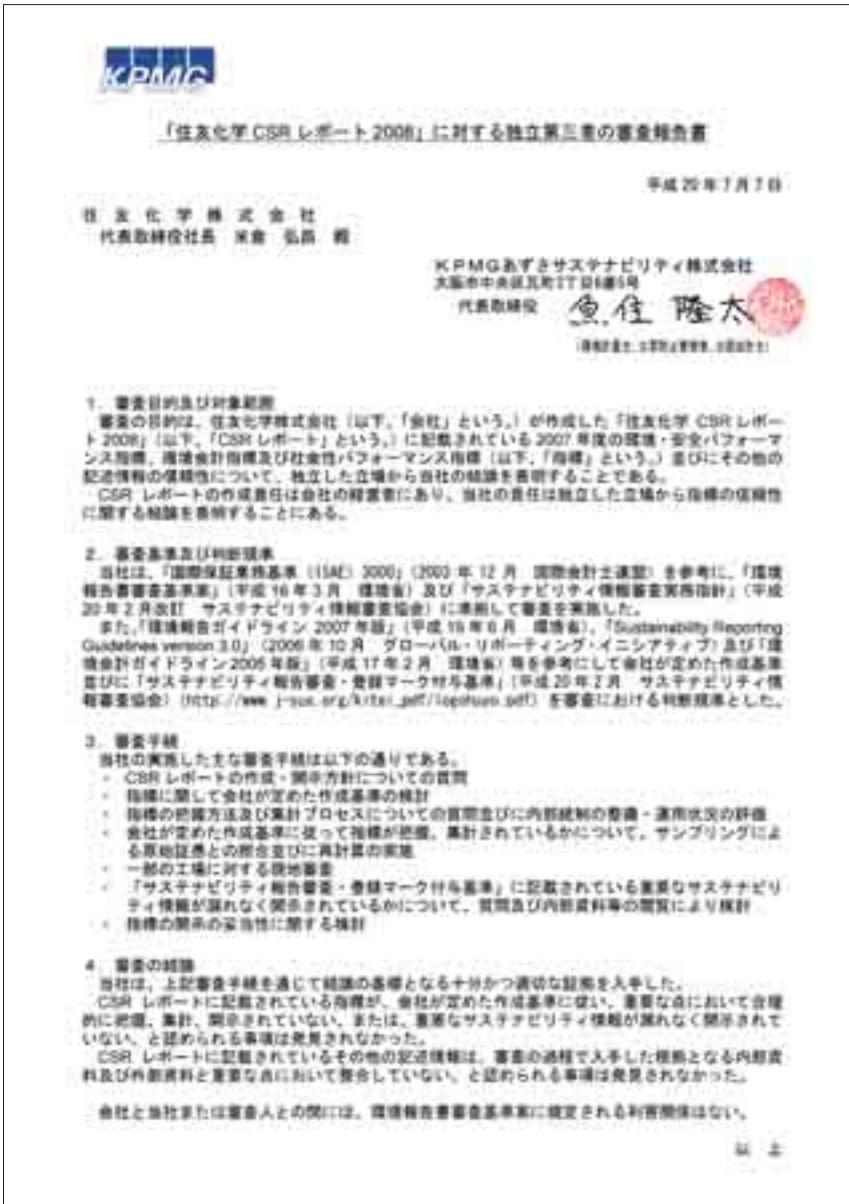 KPMG
「住友化学 CSR レポート 2008」に対する独立第三者の審査報告書
平成 20 年 7 月 7 日
住 友 化 学 株 式 会 社
代表取締役社長 米倉 弘昌 殿
KPMGあずさサステナビリティ株式会社
大阪市中央区瓦町3丁目6番5号
代表取締役 魚住 隆太
1. 審査目的及び対象範囲
審査の目的は、住友化学株式会社(以下、「会社」という。)が作成した「住友化学 CSR レポー
ト 2008」(以下、「CSR レポート」という。)に記載されている 2007 年度の環境・安全パフォーマ
ンス指標、環境会計指標及び社会性パフォーマンス指標(以下、「指標」という。)並びにその他の
記述情報の信頼性について、独立した立場から当社の結論を表明することである。
CSR レポートの作成責任は会社の経営者にあり、当社の責任は独立した立場から指標の信頼性
に関する結論を表明することにある。
2. 審査基準及び判断規準
当社は、「国際保証業務基準(ISAE)3000」(2003 年 12 月 国際会計士連盟)を参考に、「環境
報告書審査基準案」(平成 16 年 3 月 環境省)及び「サステナビリティ情報審査実務指針」(平成
20 年 2 月改訂 サステナビリティ情報審査協会)に準拠して審査を実施した。
また、「環境報告ガイドライン 2007 年版」(平成 19 年 6 月 環境省)、「Sustainability Reporting
Guidelines version 3.0」(2006 年 10 月 グローバル・リポーティング・イニシアティブ)及び「環
境会計ガイドライン 2005 年版」(平成 17 年 2 月 環境省)等を参考にして会社が定めた作成基準
並びに「サステナビリティ報告審査・登録マーク付与基準」(平成 20 年 2 月 サステナビリティ情
報審査協会)を審査における判断規準とした。
3. 審査手続
当社の実施した主な審査手続は以下の通りである。
・ CSR レポートの作成・開示方針についての質問
・ 指標に関して会社が定めた作成基準の検討
・ 指標の把握方法及び集計プロセスについての質問並びに内部統制の整備・運用状況の評価
・ 会社が定めた作成基準に従って指標が把握、集計されているかについて、サンプリングによ
る原始証憑との照合並びに再計算の実施
・ 一部の工場に対する現地審査
・ 「サステナビリティ報告審査・登録マーク付与基準」に記載されている重要なサステナビリ
ティ情報が漏れなく開示されているかについて、質問及び内部資料等の閲覧により検討
・ 指標の開示の妥当性に関する検討
4. 審査の結論
当社は、上記審査手続を通じて結論の基礎となる十分かつ適切な証拠を入手した。
CSR レポートに記載されている指標が、会社が定めた作成基準に従い、重要な点において合理
的に把握、集計、開示されていない、または、重要なサステナビリティ情報が漏れなく開示されて
いない、と認められる事項は発見されなかった。
CSR レポートに記載されているその他の記述情報は、審査の過程で入手した根拠となる内部資
料及び外部資料と重要な点において整合していない、と認められる事項は発見されなかった。
会社と当社または審査人との間には、環境報告書審査基準案に規定される利害関係はない。
以 上